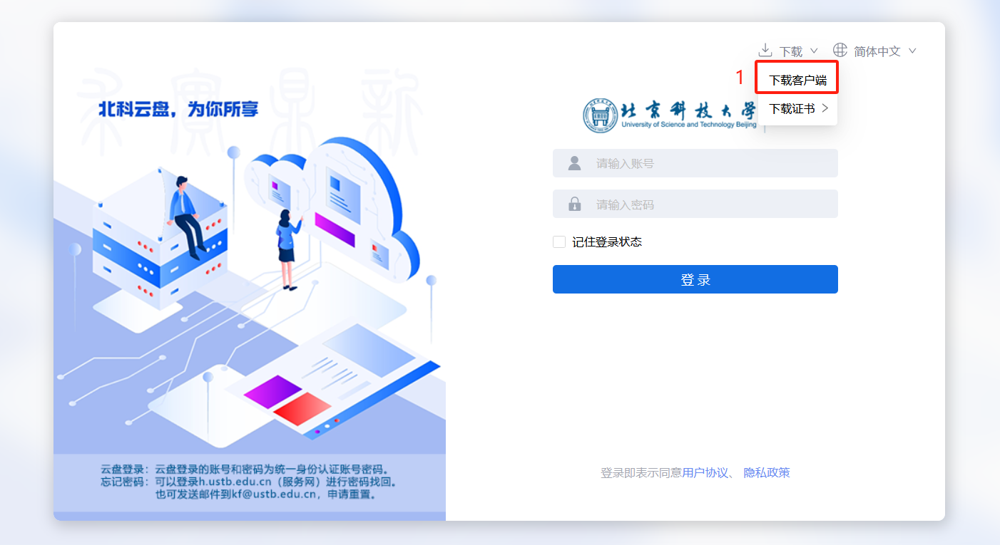 下载
简体中文
1
下载客户端
下载证书
求實鼎新
北科云盘，为你所享
北京科技大学
University of Science and Technology Beijing
请输入账号
请输入密码
记住登录状态
登录
云盘登录：云盘登录的账号和密码为统一身份认证账号密码。
忘记密码：可以登录h.ustb.edu.cn（服务网）进行密码找回。
也可发送邮件到kf@ustb.edu.cn，申请重置。
登录即表示同意用户协议、 隐私政策